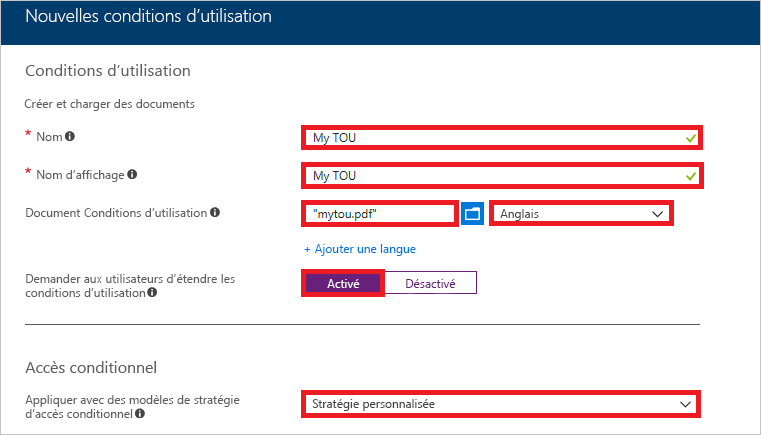 Nouvelles conditions d'utilisation
Conditions d'utilisation
Créer et charger des documents
* Nom
My TOU
* Nom d'affichage
My TOU
Document Conditions d'utilisation
"mytou.pdf"
Anglais
+ Ajouter une langue
Demander aux utilisateurs d'étendre les
conditions d'utilisation
Activé
Désactivé
Accès conditionnel
Appliquer avec des modèles de stratégie
d'accès conditionnel
Stratégie personnalisée